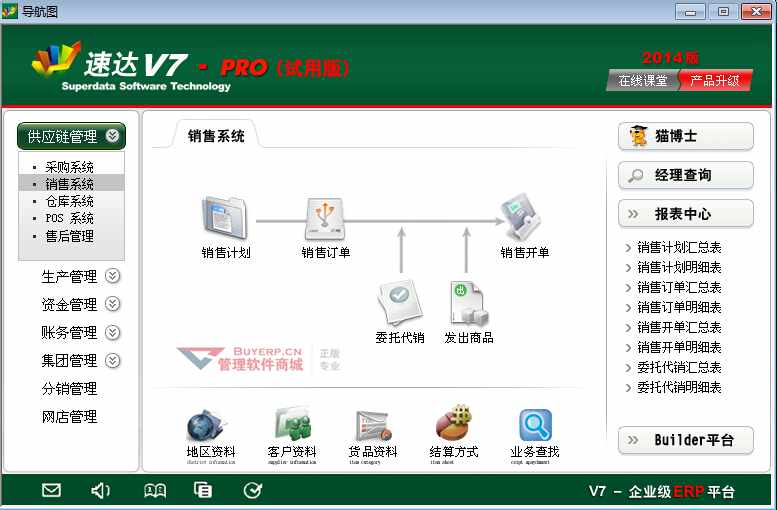 导航图
速达 V7 - PRO (试用版)
Superdata Software Technology
2014版
在线课堂 产品升级
供应链管理
采购系统
销售系统
仓库系统
POS 系统
售后管理
生产管理
资金管理
账务管理
集团管理
分销管理
网店管理
销售系统
销售计划
销售订单
销售开单
委托代销
发出商品
BUYERP.CN
管理软件商城
正版
专业
地区资料
district information
客户资料
supplier information
货品资料
item category
结算方式
item sheet
业务查找
猫博士
经理查询
报表中心
销售计划汇总表
销售计划明细表
销售订单汇总表
销售订单明细表
销售开单汇总表
销售开单明细表
委托代销汇总表
委托代销明细表
Builder平台
V7 - 企业级ERP平台